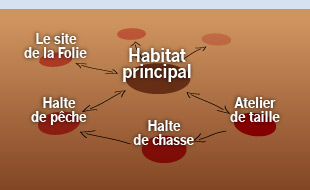 Le site
de la Folie
Habitat
principal
Halte
de pêche
Halte
de chasse
Atelier
de taille